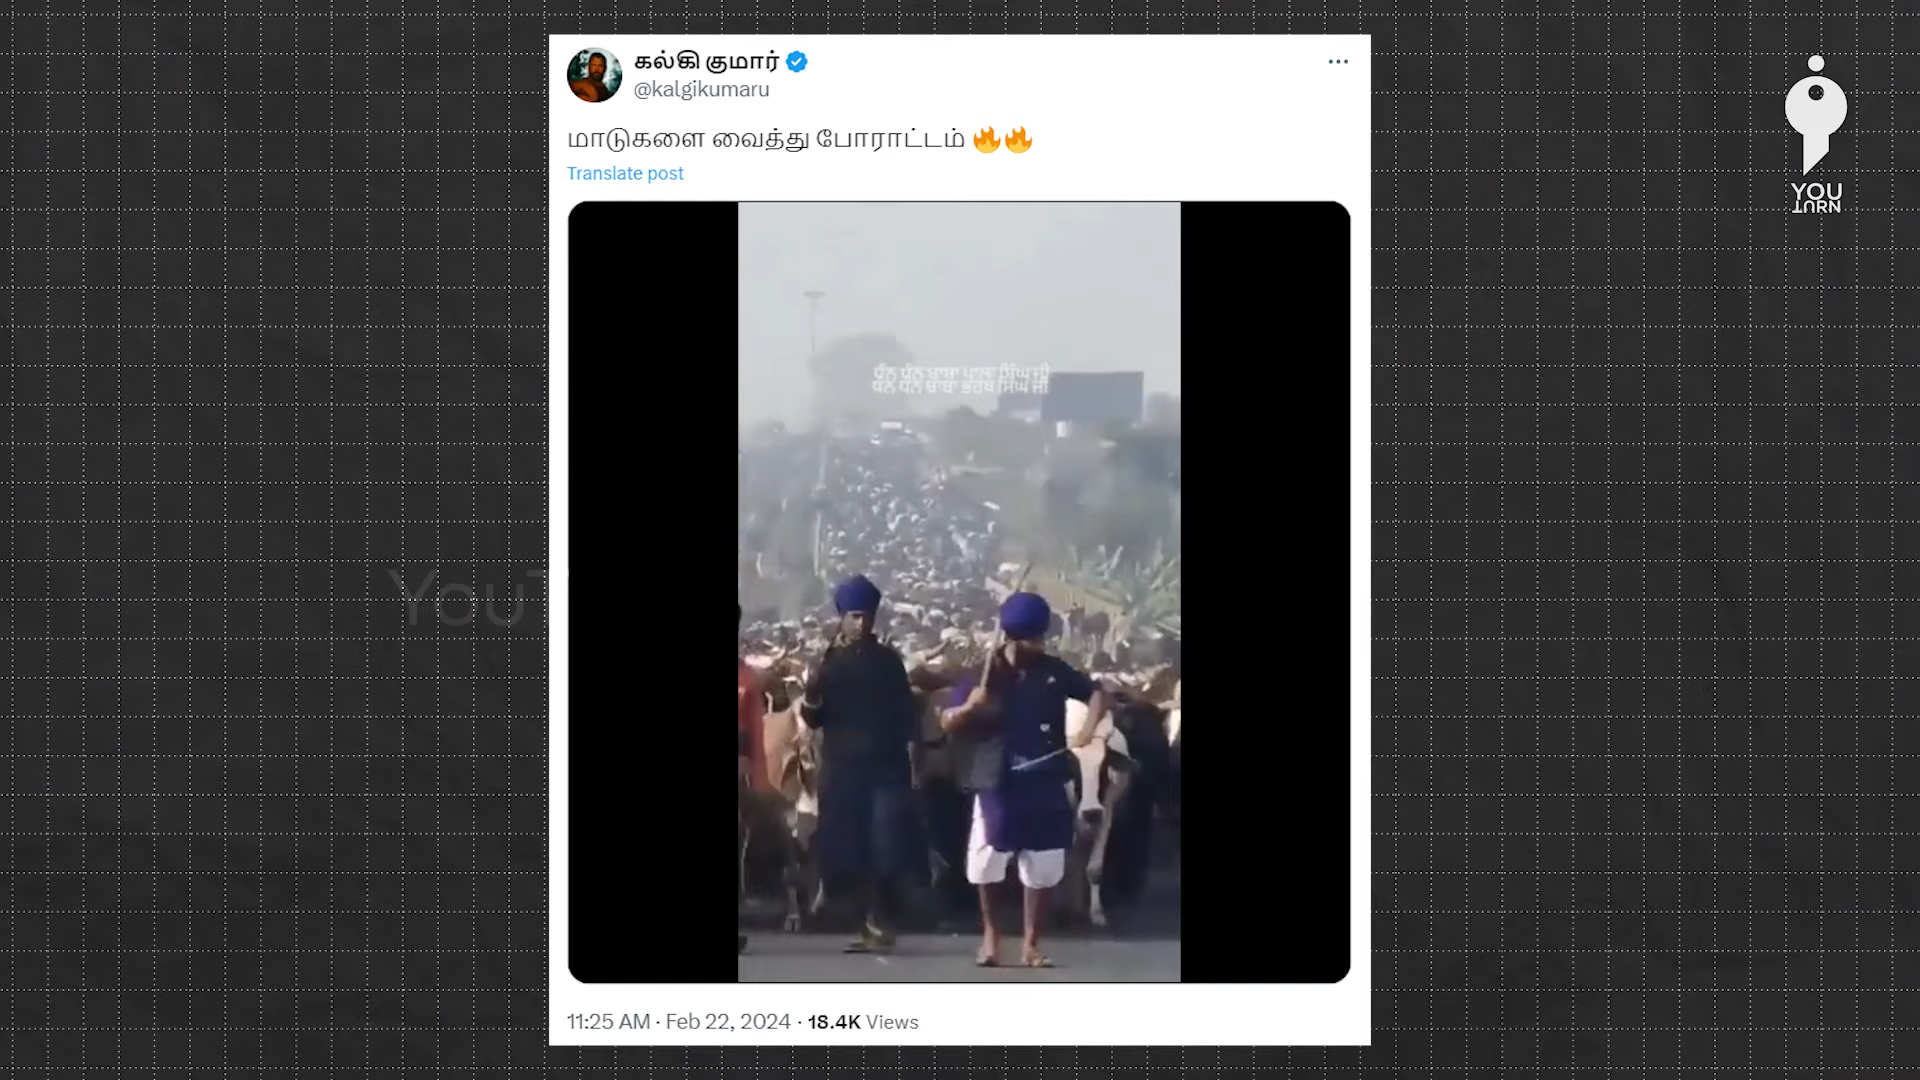 கல்கி குமார்
@kalgikumaru
மாடுகளை வைத்து போராட்டம் 🔥🔥
Translate post
ਧੰਨ ਧੰਨ ਬਾਬਾ ਪਾਲਾ ਸਿੰਘ ਜੀ
ਧੰਨ ਧੰਨ ਬਾਬਾ ਸਿੰਘ ਜੀ
11:25 AM · Feb 22, 2024 · 18.4K Views
YOU
TURN